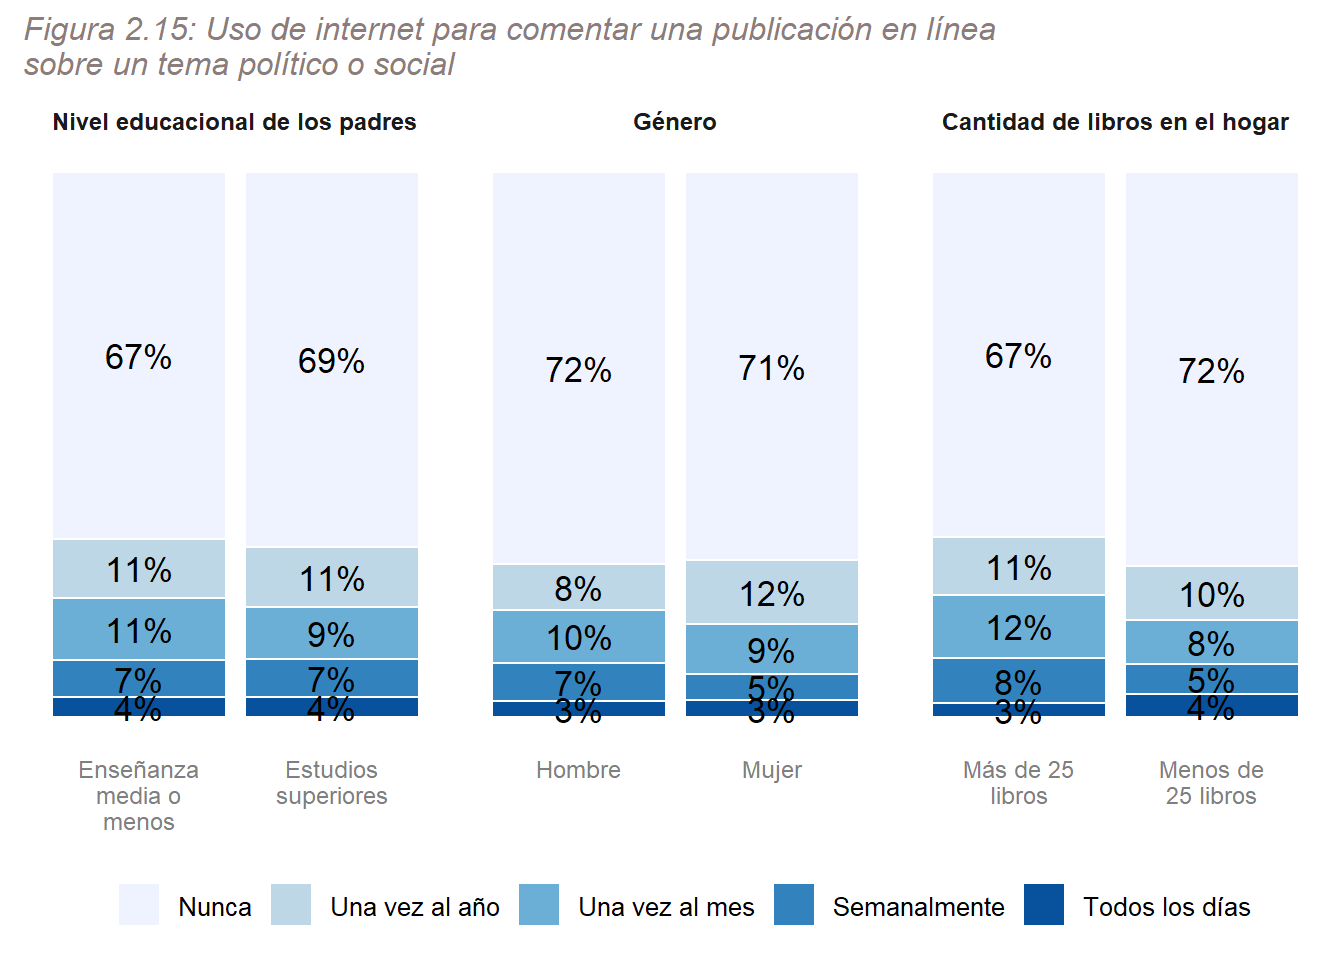 Figura 2.15: Uso de internet para comentar una publicación en línea
sobre un tema político o social
Nivel educacional de los padres
Género
Cantidad de libros en el hogar
67%
69%
72%
71%
67%
72%
11%
11%
8%
12%
11%
10%
11%
9%
10%
9%
12%
8%
7%
7%
7%
5%
8%
5%
4%
4%
3%
3%
3%
4%
Enseñanza
media o
menos
Estudios
superiores
Hombre
Mujer
Más de 25
libros
Menos de
25 libros
Nunca
Una vez al año
Una vez al mes
Semanalmente
Todos los días